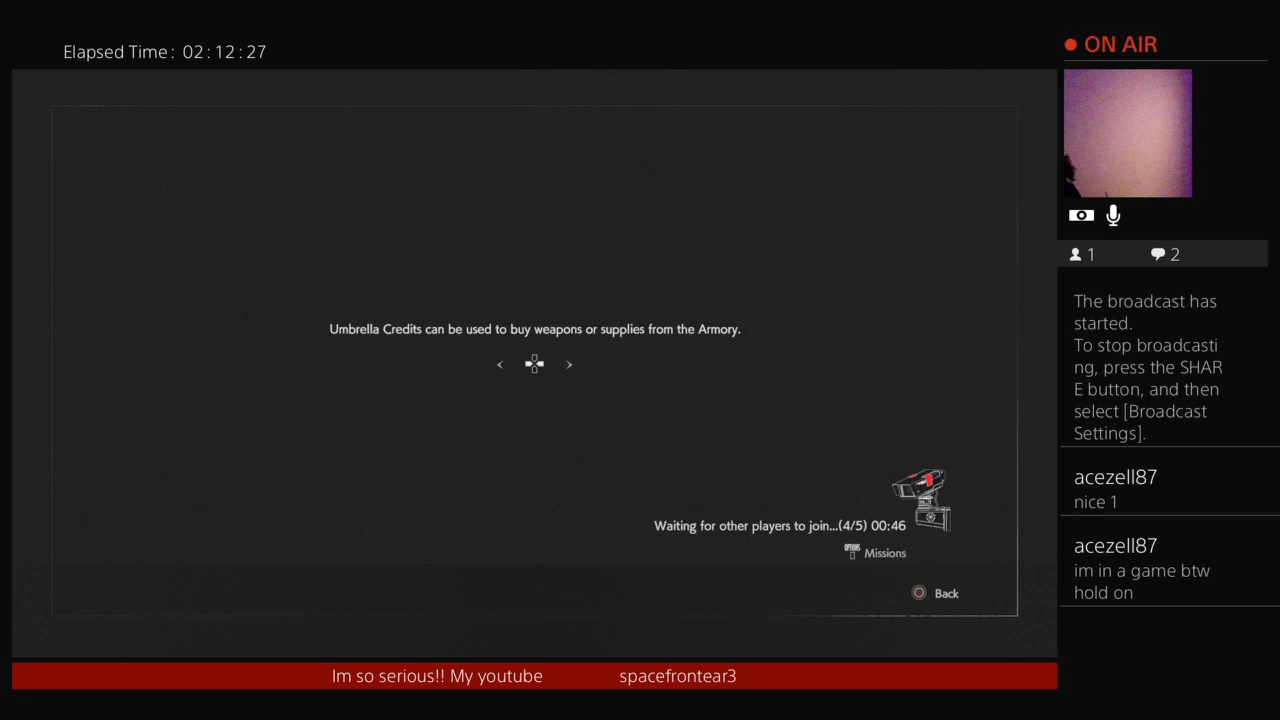 Elapsed Time: 02:12:27
ON AIR
1 2
The broadcast has
started.
To stop broadcasti
ng, press the SHAR
E button, and then
select [Broadcast
Settings].
acezell87
nice 1
acezell87
im in a game btw
hold on
Umbrella Credits can be used to buy weapons or supplies from the Armory.
Waiting for other players to join...(4/5) 00:46
OPTIONS Missions
Back
Im so serious!! My youtube spacefrontear3